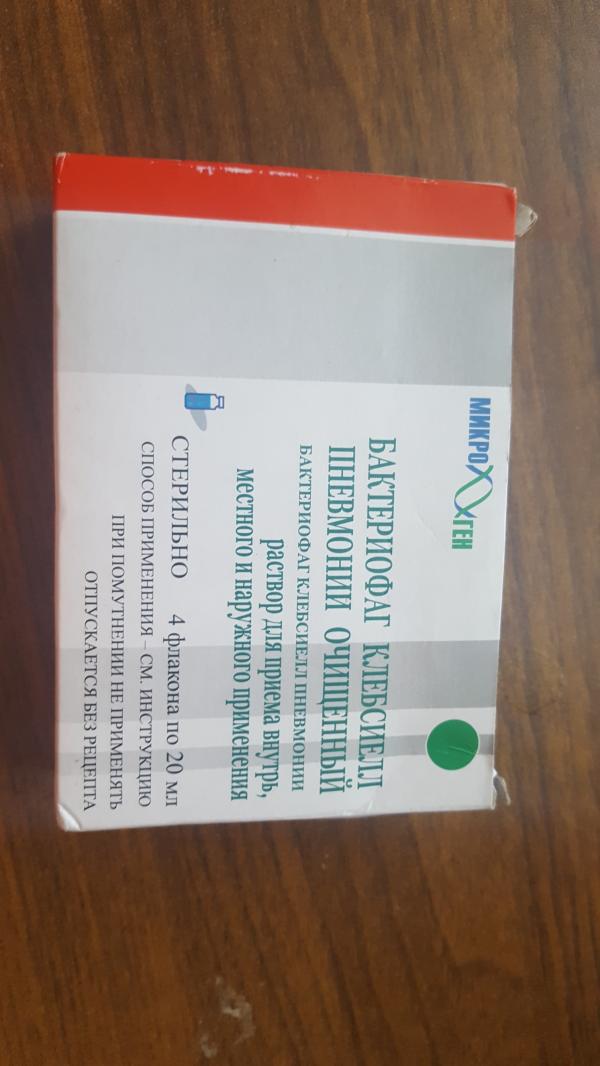 МИКРОГЕН
БАКТЕРИОФАГ КЛЕБСИЕЛЛ
ПНЕВМОНИИ ОЧИЩЕННЫЙ
БАКТЕРИОФАГ КЛЕБСИЕЛЛ ПНЕВМОНИИ
раствор для приема внутрь,
местного и наружного применения
СТЕРИЛЬНО 4 флакона по 20 мл
СПОСОБ ПРИМЕНЕНИЯ – СМ. ИНСТРУКЦИЮ
ПРИ ПОМУТНЕНИИ НЕ ПРИМЕНЯТЬ
ОТПУСКАЕТСЯ БЕЗ РЕЦЕПТА